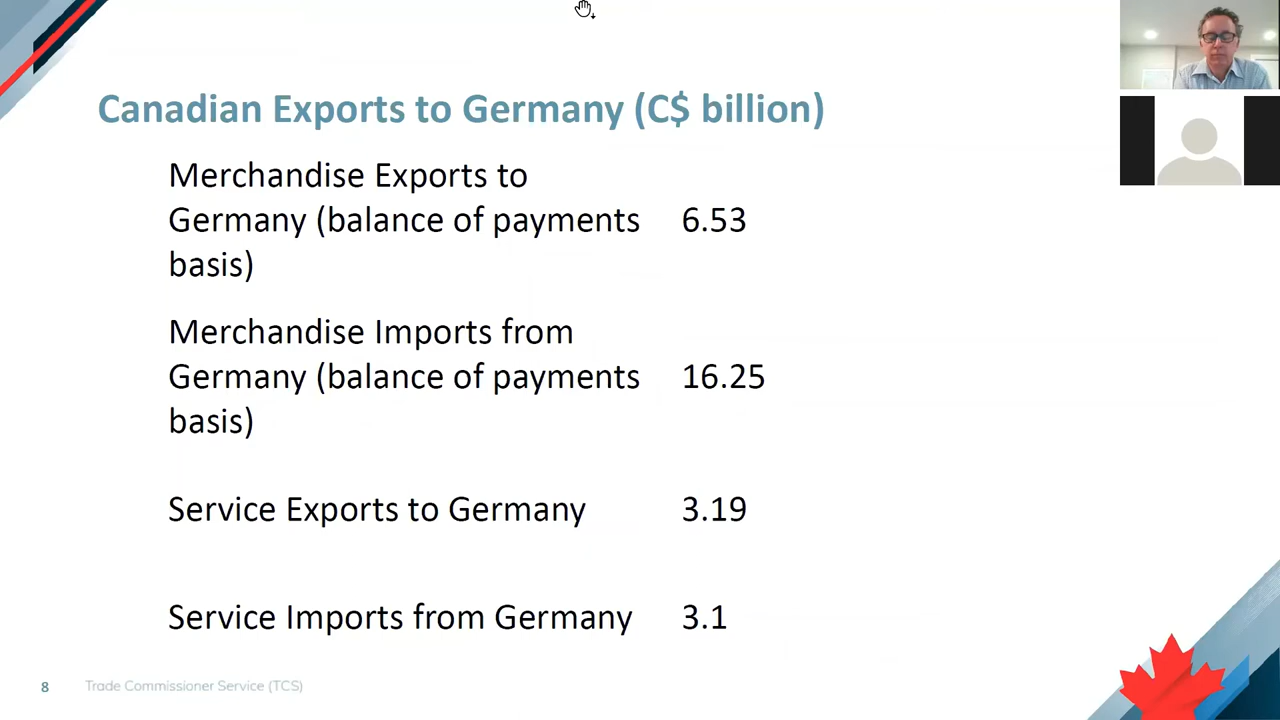 Canadian Exports to Germany (C$ billion)
Merchandise Exports to
Germany (balance of payments 6.53
basis)
Merchandise Imports from
Germany (balance of payments 16.25
basis)
Service Exports to Germany 3.19
Service Imports from Germany 3.1
8 Trade Commissioner Service (TCS)